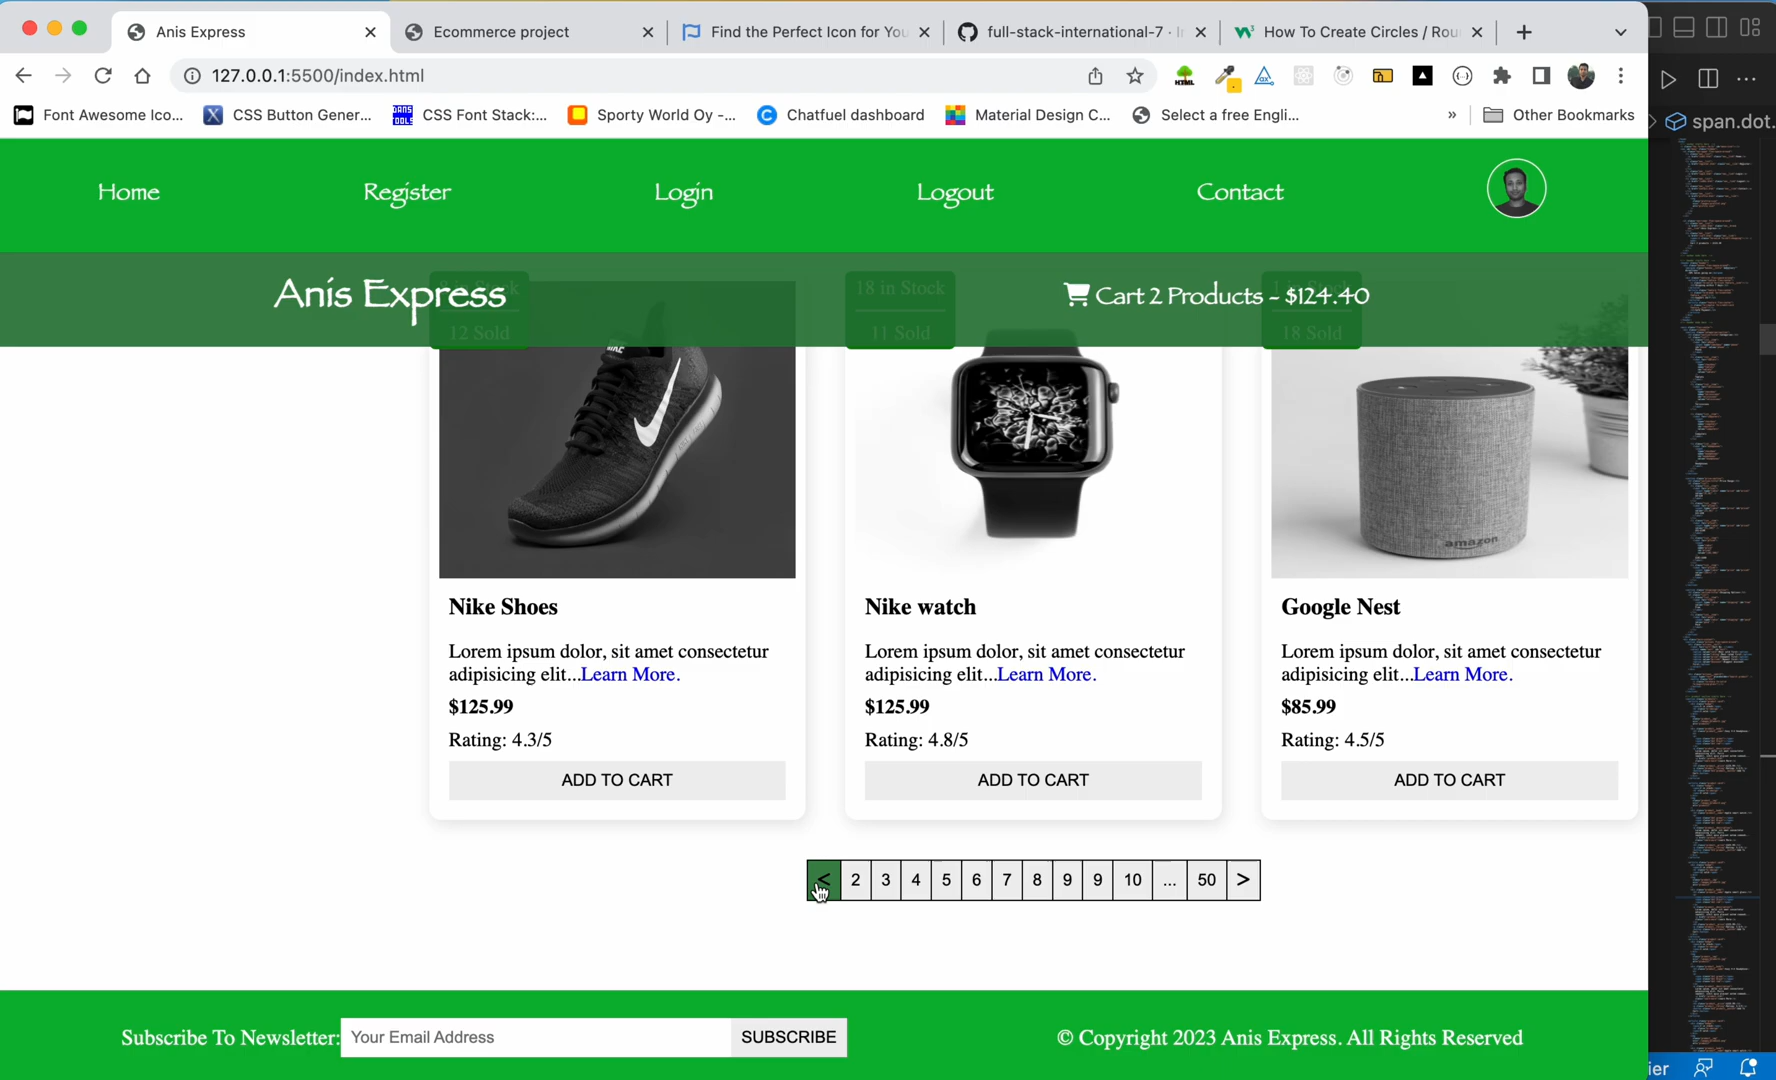 Anis Express
Ecommerce project
Find the Perfect Icon for You
full-stack-international-7 · I
How To Create Circles / Rou
127.0.0.1:5500/index.html
Font Awesome Ico...
CSS Button Gener...
CSS Font Stack:...
Sporty World Oy -...
Chatfuel dashboard
Material Design C...
Select a free Engli...
»
Other Bookmarks
span.dot.
Home
Register
Login
Logout
Contact
Anis Express
Cart 2 Products - $124.40
in Stock
12 Sold
18 in Stock
11 Sold
18 Sold
NIKE
amazon
Nike Shoes
Lorem ipsum dolor, sit amet consectetur
adipisicing elit...Learn More.
$125.99
Rating: 4.3/5
ADD TO CART
Nike watch
Lorem ipsum dolor, sit amet consectetur
adipisicing elit...Learn More.
$125.99
Rating: 4.8/5
ADD TO CART
Google Nest
Lorem ipsum dolor, sit amet consectetur
adipisicing elit...Learn More.
$85.99
Rating: 4.5/5
ADD TO CART
< 2 3 4 5 6 7 8 9 9 10 ... 50 >
Subscribe To Newsletter:
Your Email Address
SUBSCRIBE
© Copyright 2023 Anis Express. All Rights Reserved
ier